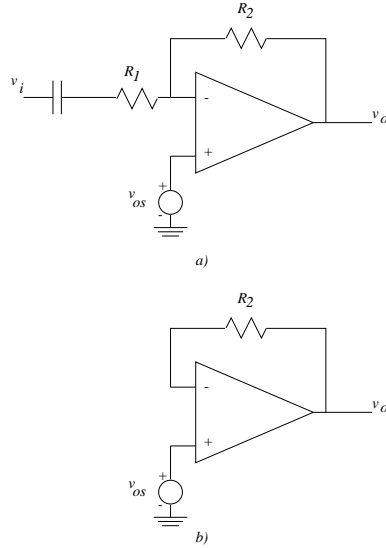 R2
vi
R1
-
vo
+
+
vos
-
a)
R2
-
vo
+
+
vos
-
b)